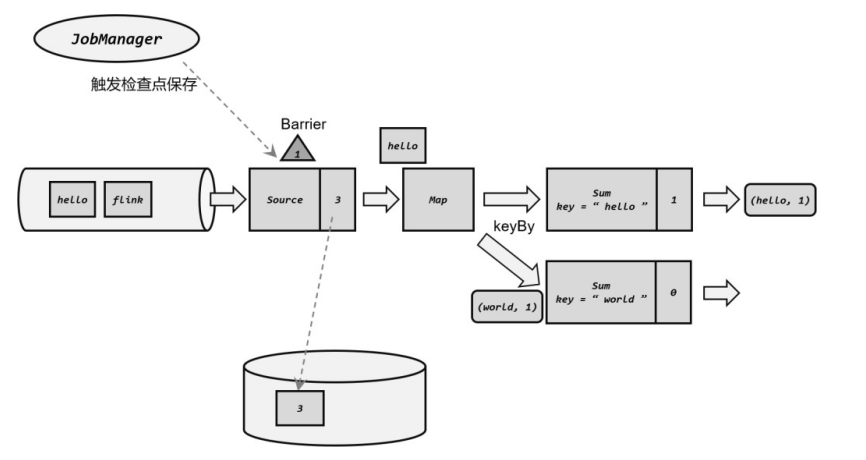 JobManager
触发检查点保存
Barrier
1
hello
hello
flink
Source
3
Map
Sum
key = “ hello ”
1
(hello, 1)
keyBy
Sum
key = “ world ”
0
(world, 1)
3